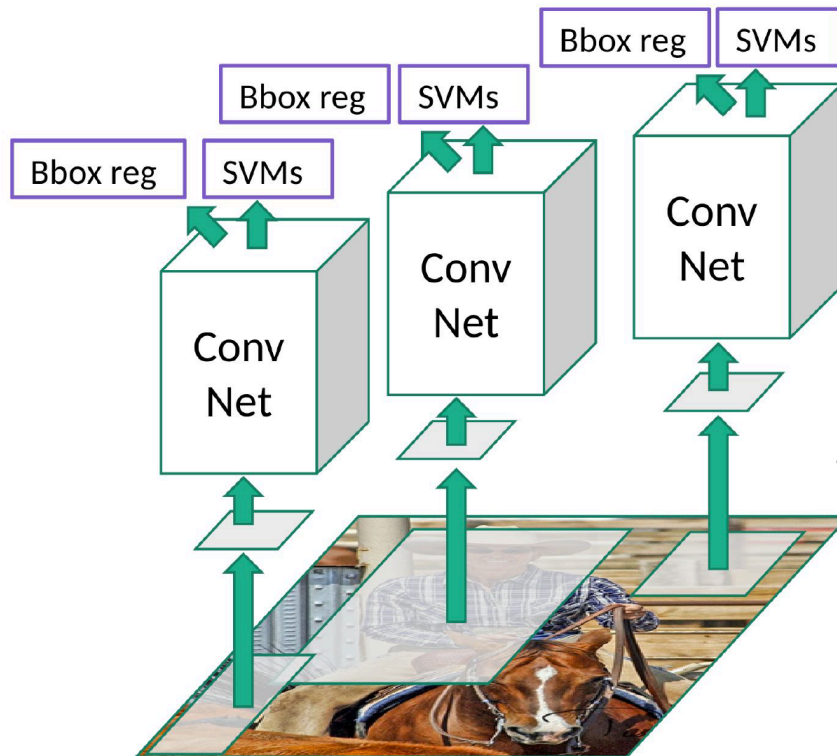 Bbox reg SVMs
Bbox reg SVMs
Bbox reg SVMs
Conv
Net
Conv
Net
Conv
Net